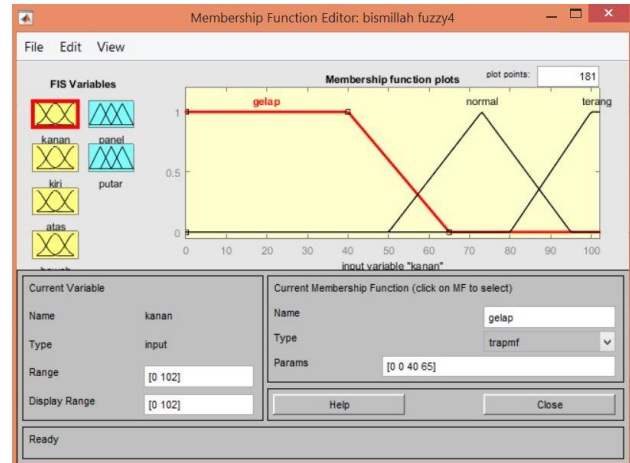 Membership Function Editor: bismillah fuzzy4
File Edit View
FIS Variables
kanan panel
kiri putar
atas
Membership function plots plot points: 181
gelap normal terang
1
0.5
0
0 10 20 30 40 50 60 70 80 90 100
input variable "kanan"
Current Variable
Name kanan
Type input
Range [0 102]
Display Range [0 102]
Current Membership Function (click on MF to select)
Name gelap
Type trapmf
Params [0 0 40 65]
Help Close
Ready